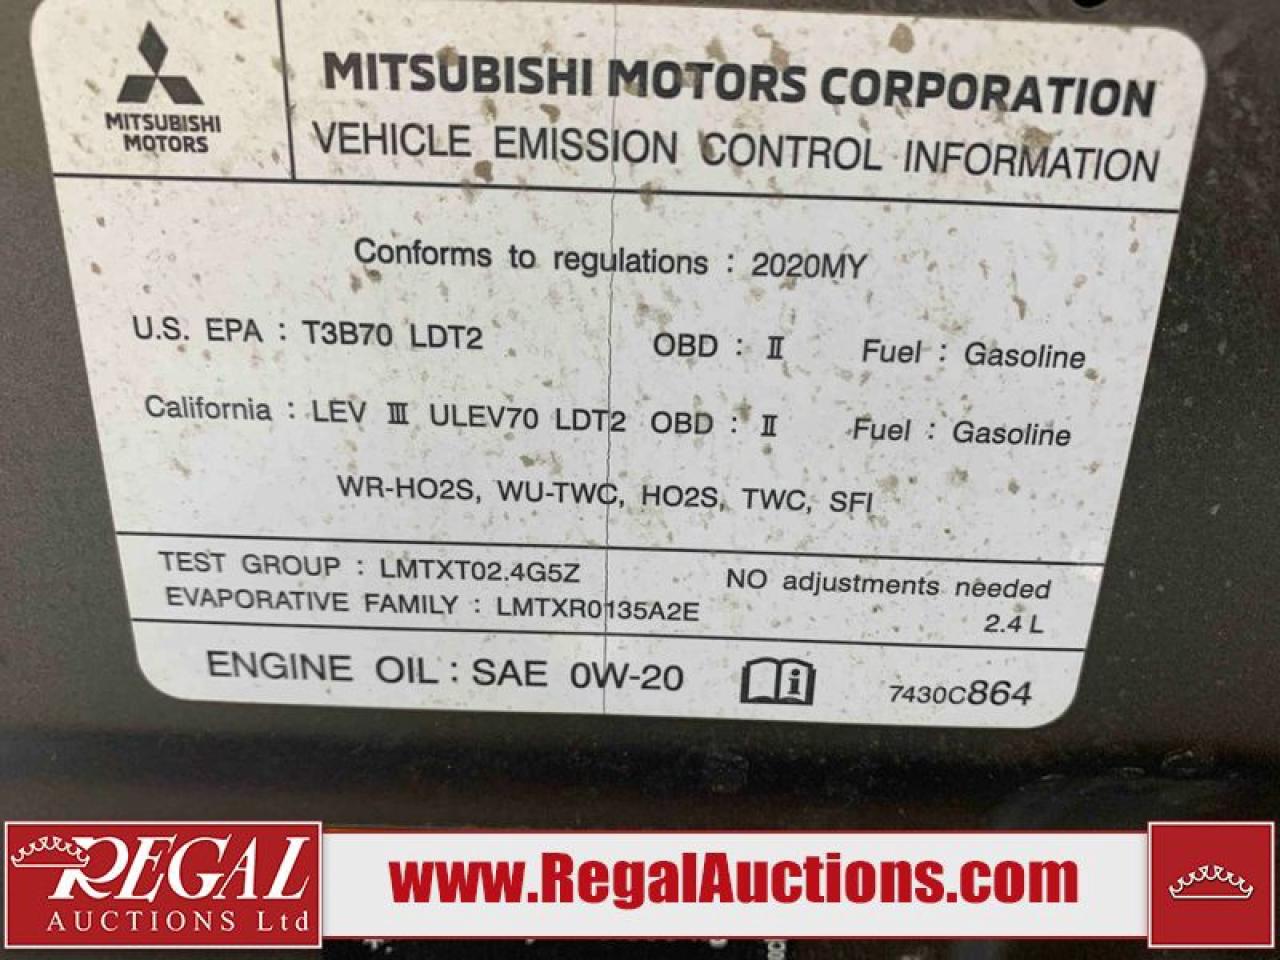 MITSUBISHI
MOTORS
MITSUBISHI MOTORS CORPORATION
VEHICLE EMISSION CONTROL INFORMATION
Conforms to regulations : 2020MY
U.S. EPA : T3B70 LDT2 OBD : II Fuel : Gasoline
California : LEV III ULEV70 LDT2 OBD : II Fuel : Gasoline
WR-HO2S, WU-TWC, HO2S, TWC, SFI
TEST GROUP : LMTXT02.4G5Z NO adjustments needed
EVAPORATIVE FAMILY : LMTXR0135A2E 2.4 L
ENGINE OIL : SAE 0W-20 7430C864
REGAL
AUCTIONS Ltd
www.RegalAuctions.com